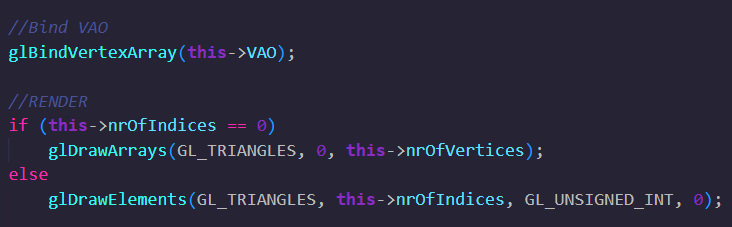 //Bind VAO
glBindVertexArray(this->VAO);
//RENDER
if (this->nrOfIndices == 0)
glDrawArrays(GL_TRIANGLES, 0, this->nrOfVertices);
else
glDrawElements(GL_TRIANGLES, this->nrOfIndices, GL_UNSIGNED_INT, 0);